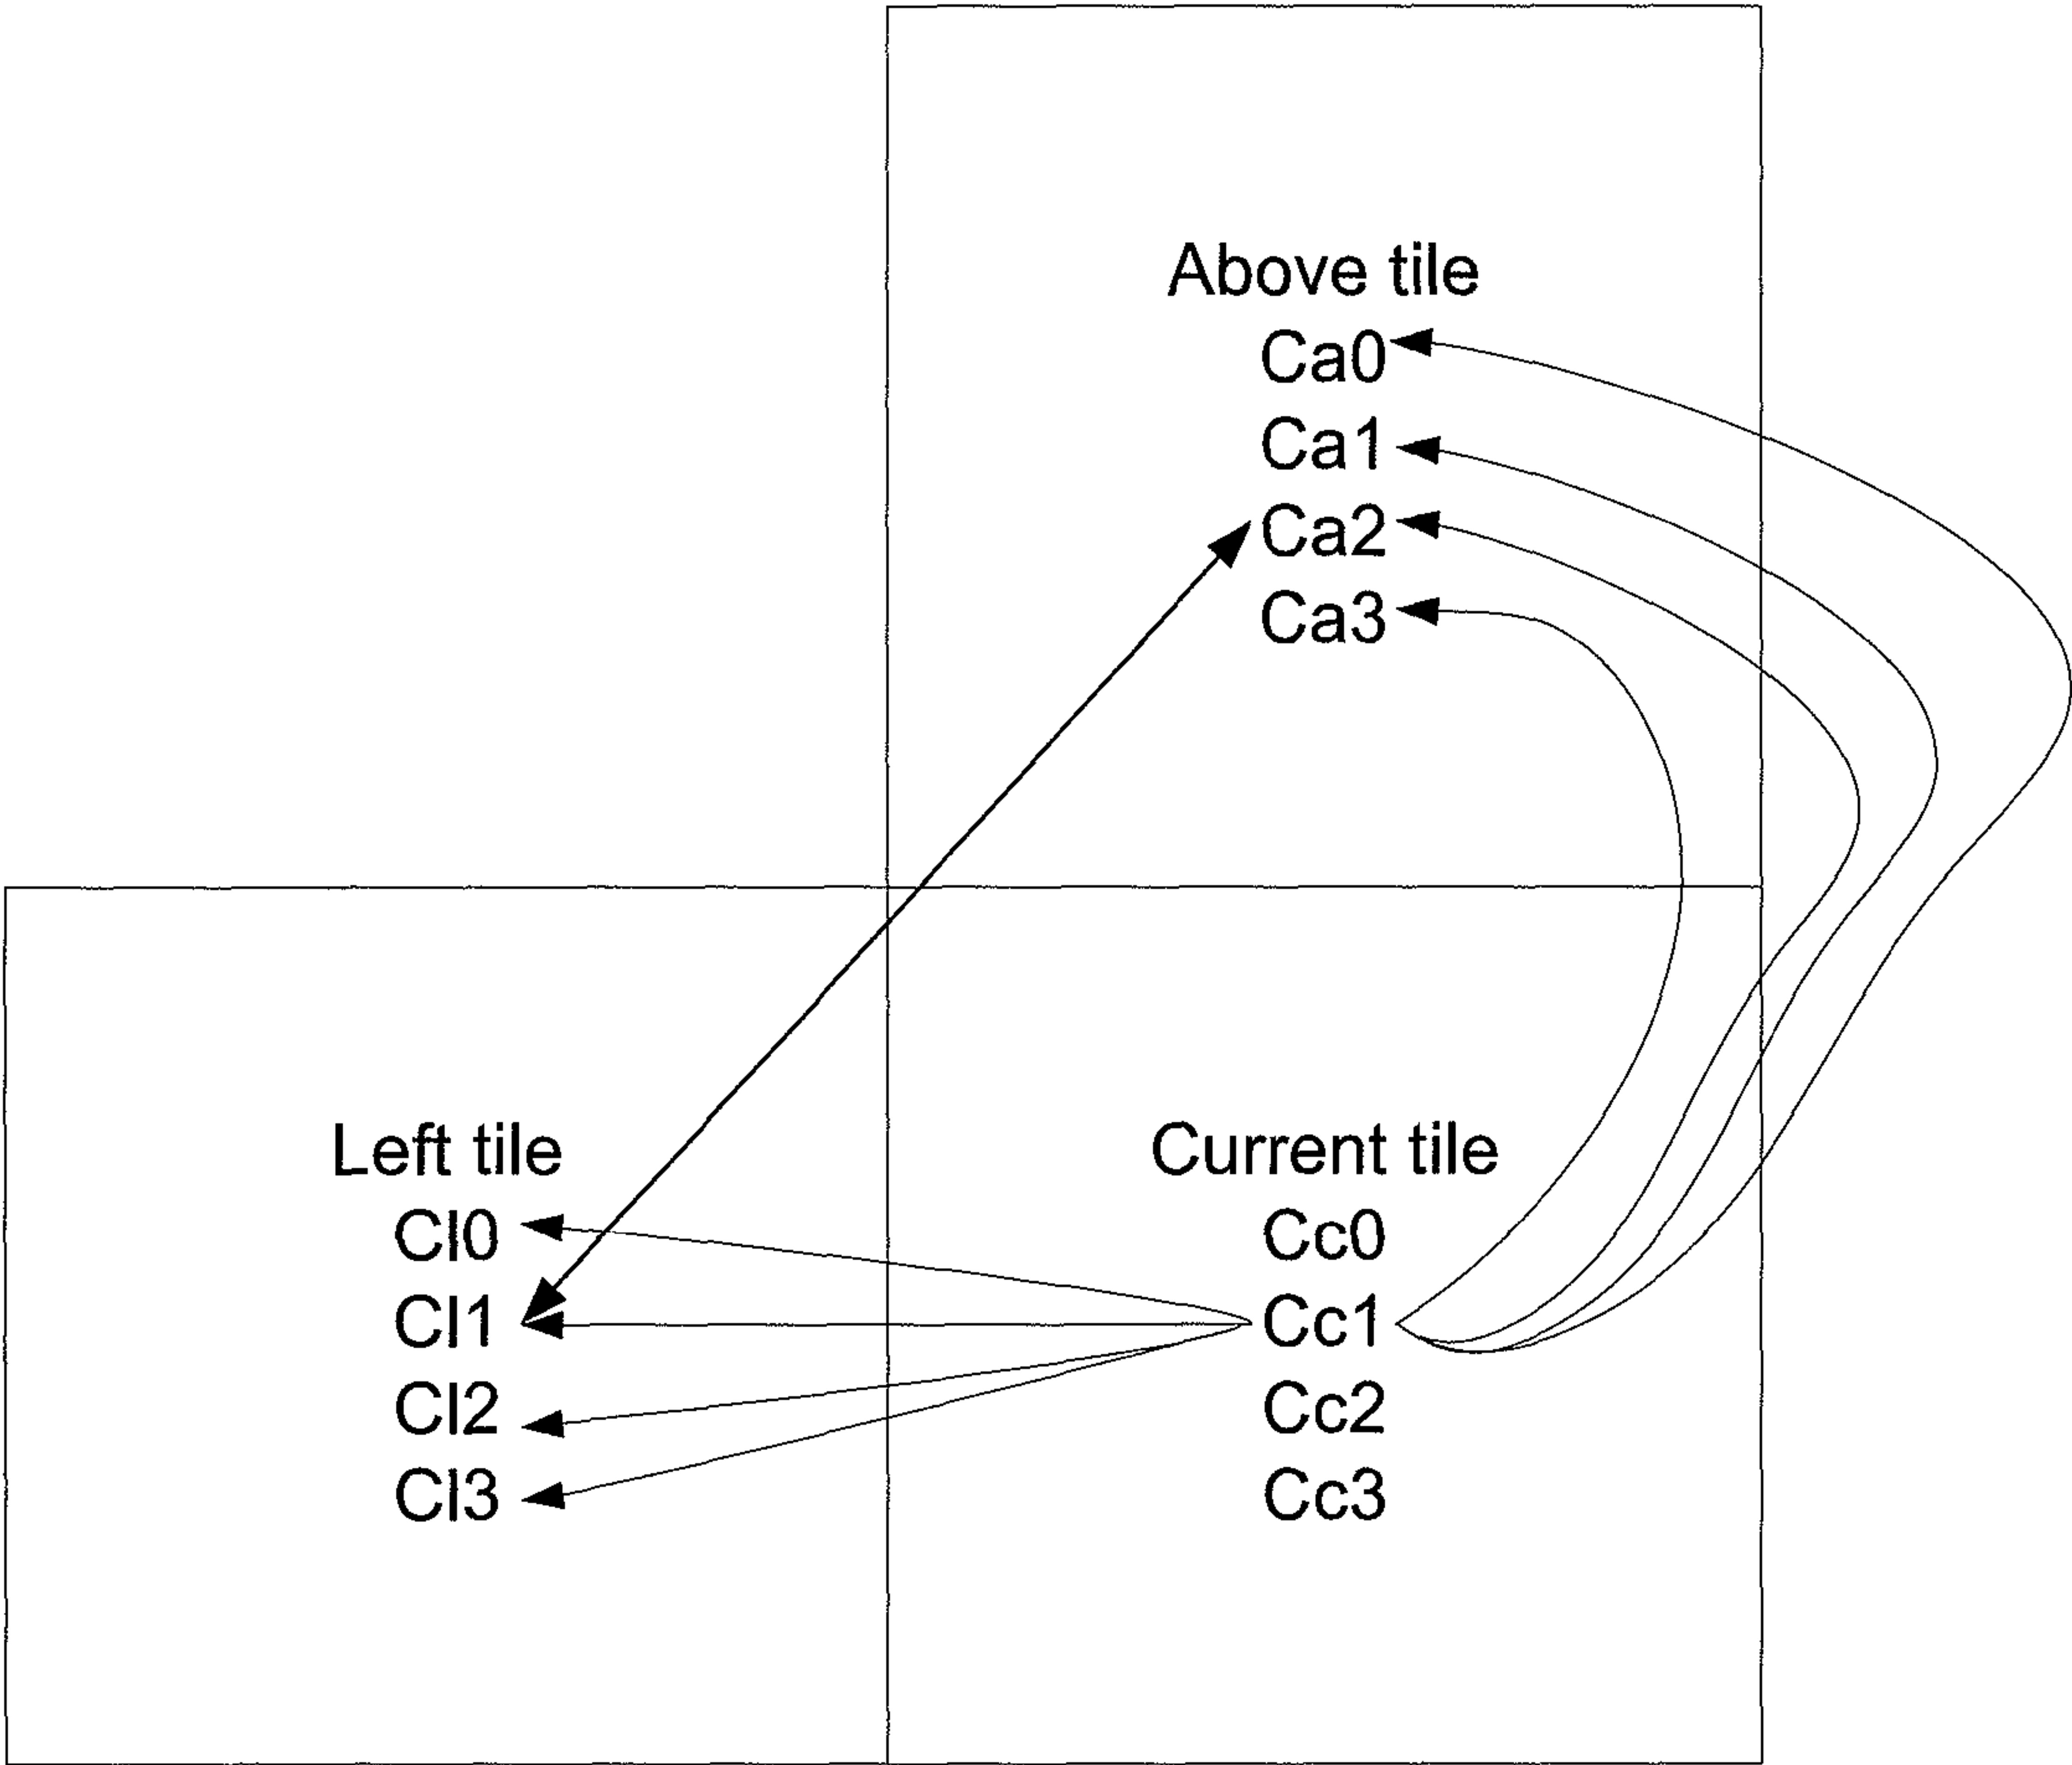 Above tile
Ca0
Ca1
Ca2
Ca3
Left tile
Cl0
Cl1
Cl2
Cl3
Current tile
Cc0
Cc1
Cc2
Cc3